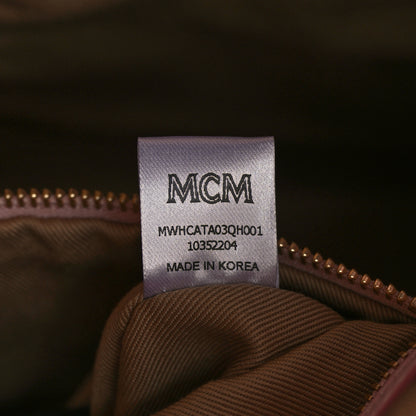 MCM
MWHCATA03QH001
10352204
MADE IN KOREA